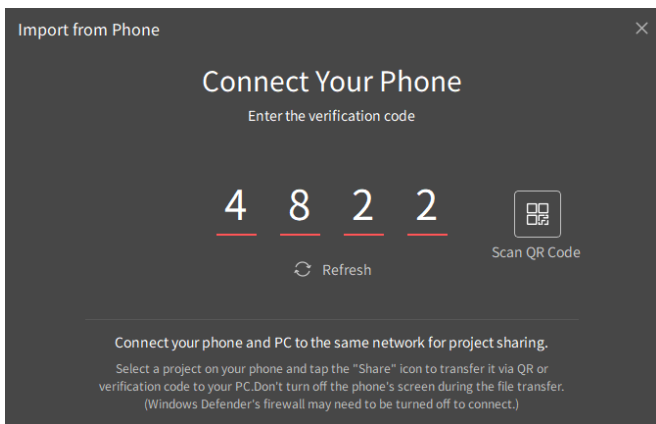 Import from Phone
Connect Your Phone
Enter the verification code
4 8 2 2
Scan QR Code
Refresh
Connect your phone and PC to the same network for project sharing.
Select a project on your phone and tap the "Share" icon to transfer it via QR or
verification code to your PC.Don't turn off the phone's screen during the file transfer.
(Windows Defender's firewall may need to be turned off to connect.)